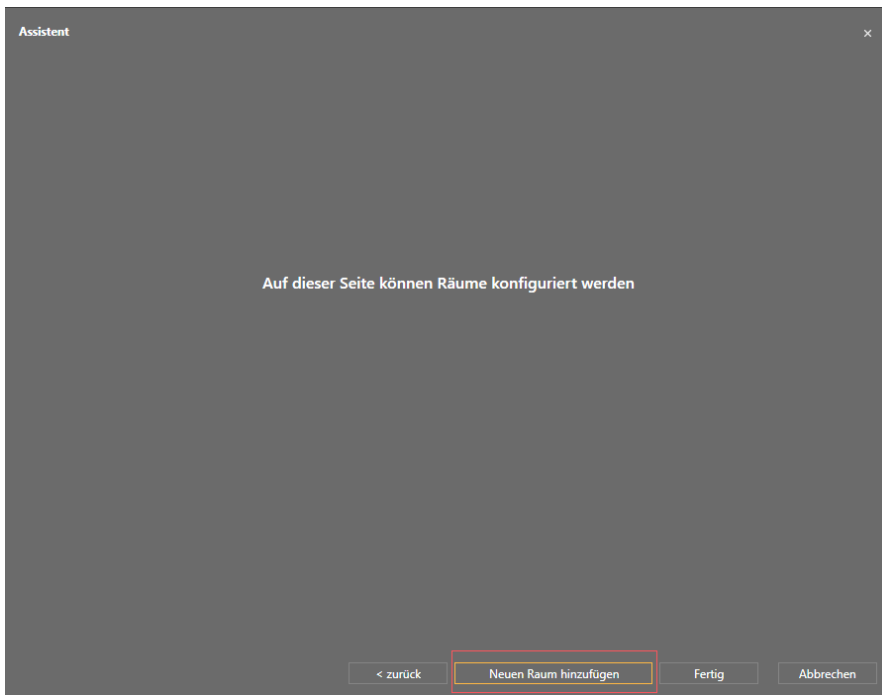 Assistent
×
Auf dieser Seite können Räume konfiguriert werden
< zurück
Neuen Raum hinzufügen
Fertig
Abbrechen